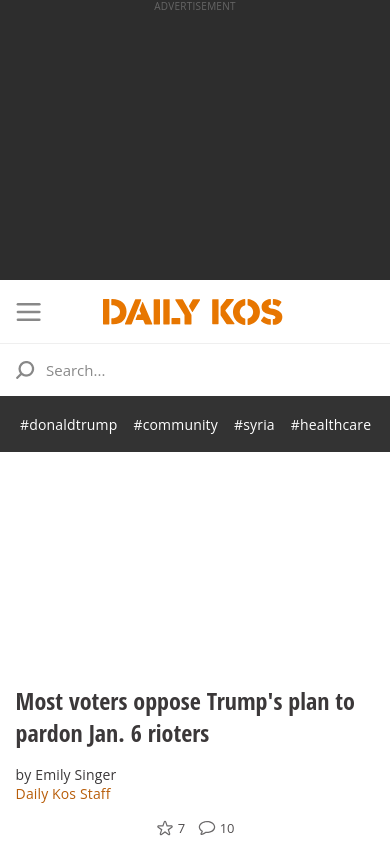 ADVERTISEMENT
DAILY KOS
Search...
#donaldtrump #community #syria #healthcare
Most voters oppose Trump's plan to
pardon Jan. 6 rioters
by Emily Singer
Daily Kos Staff
7 10